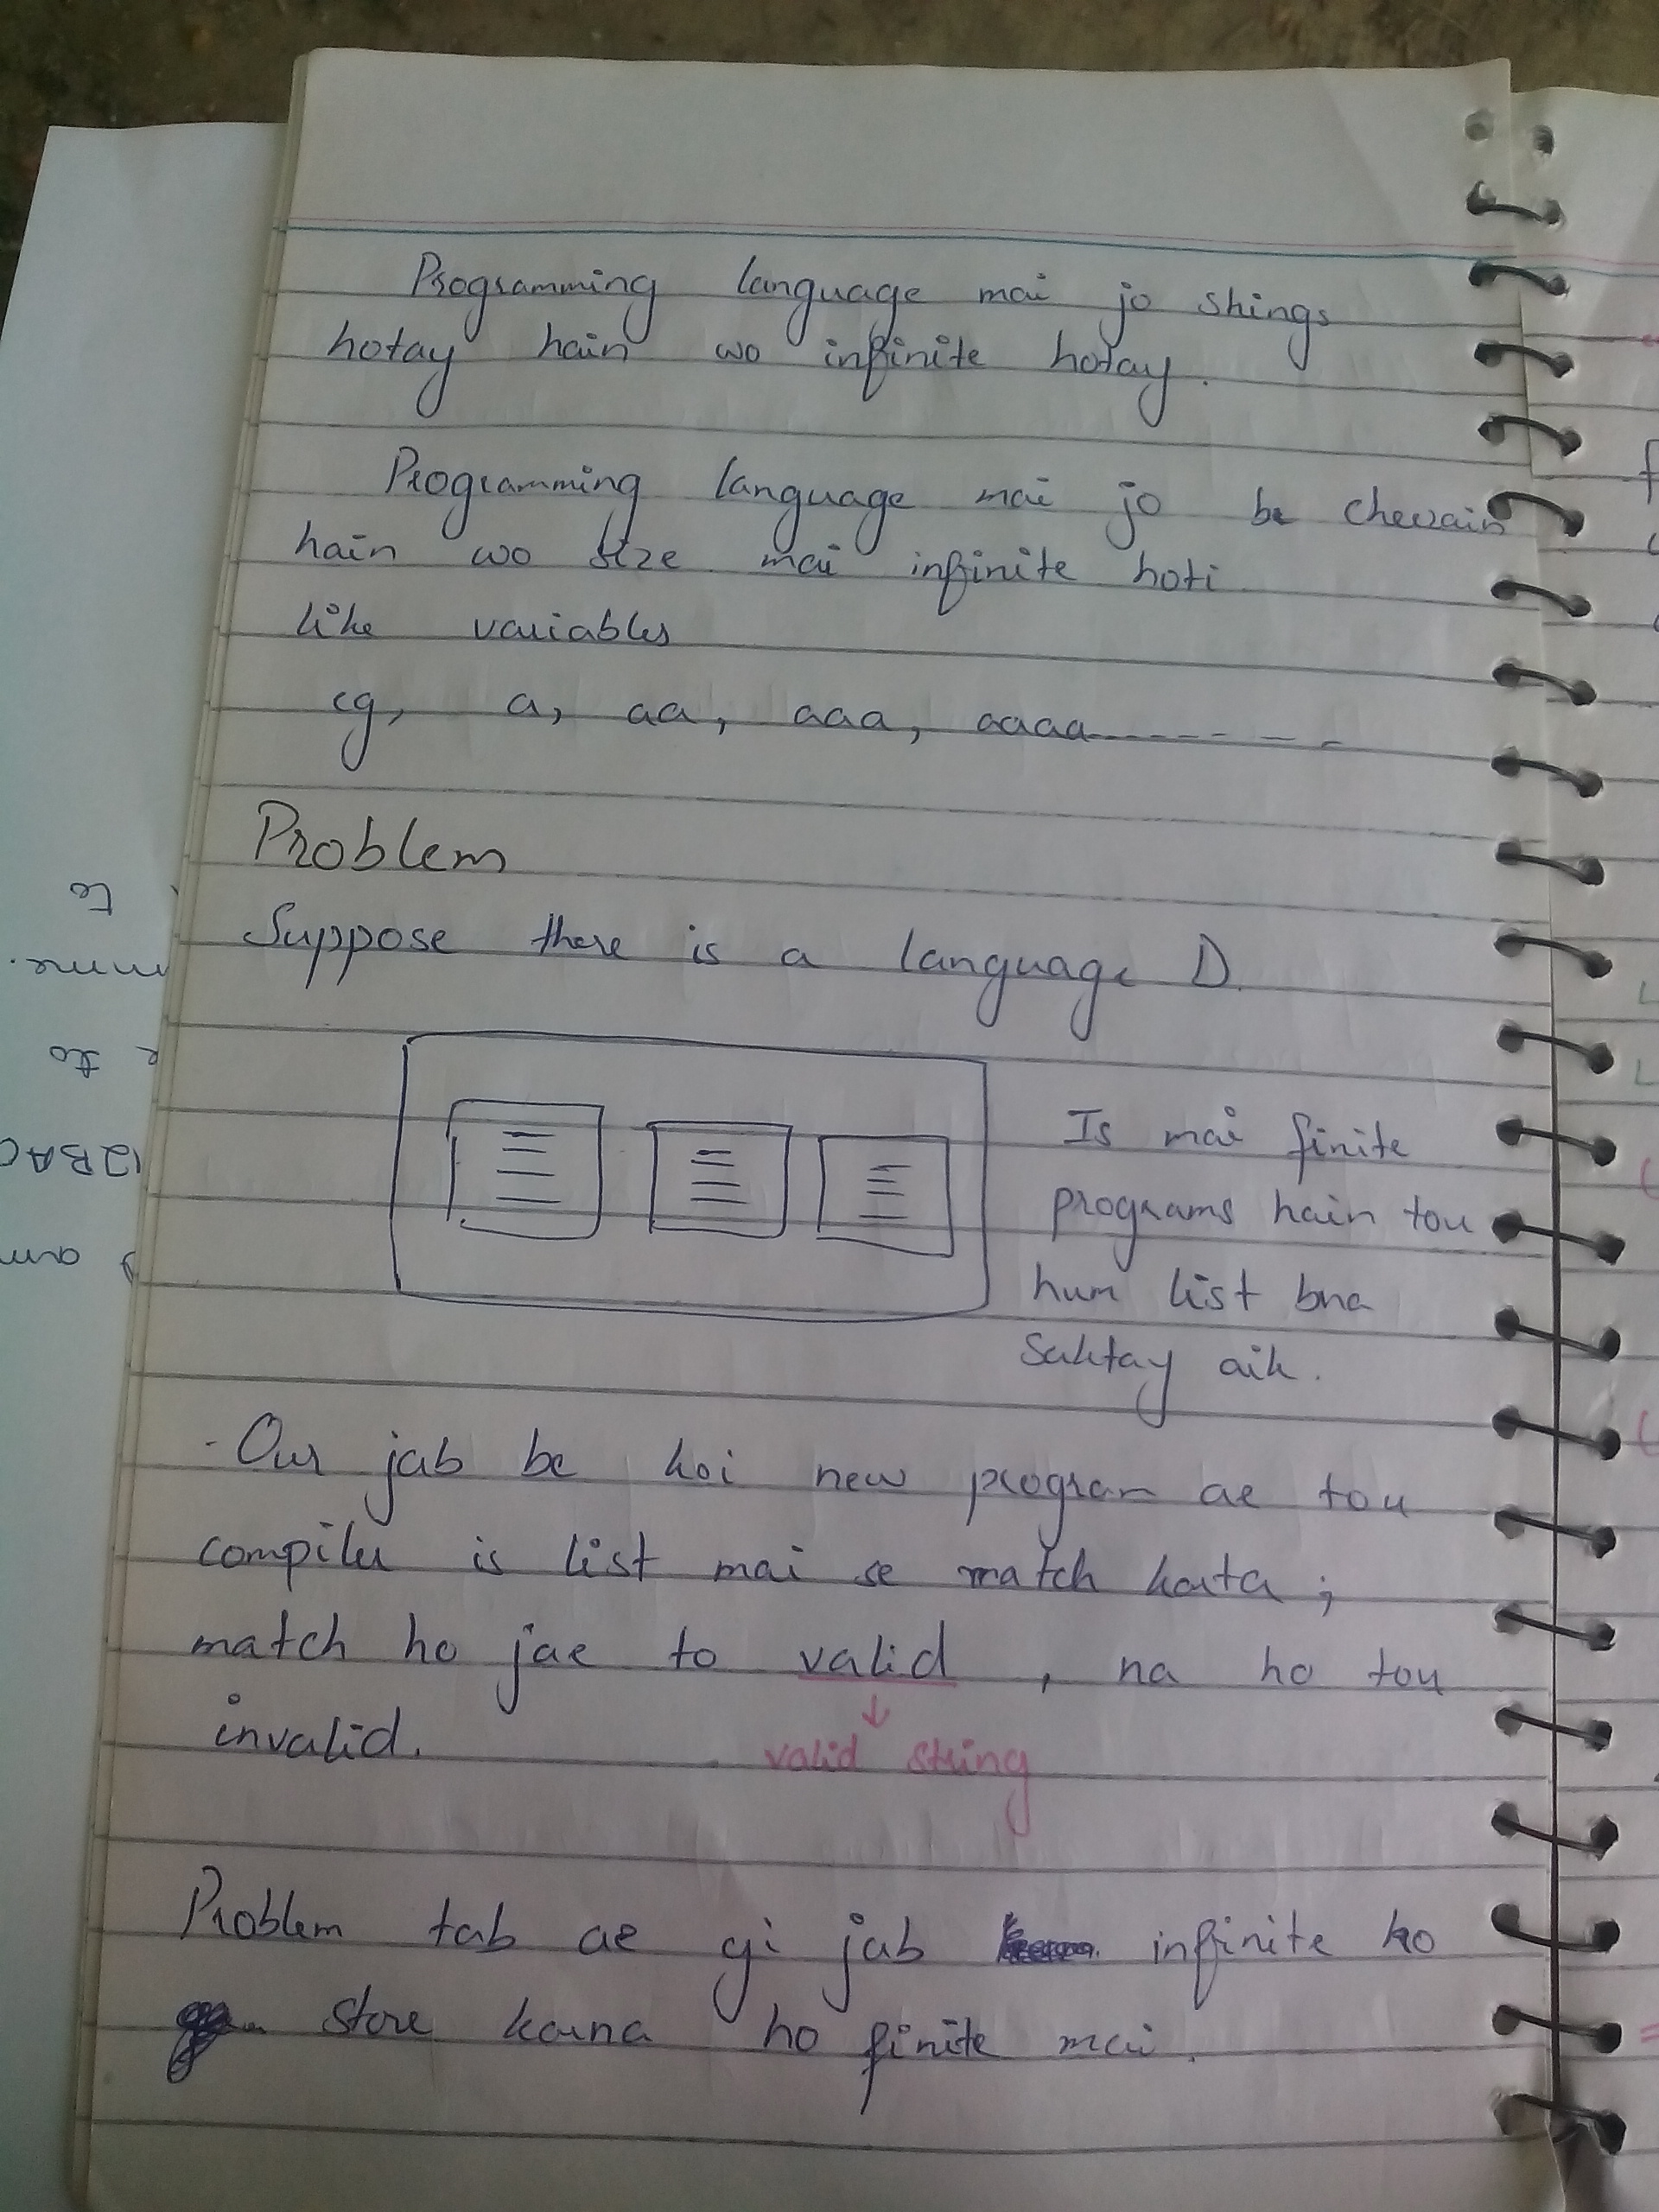 Programming language mai jo stings
hotay hain wo infinite hotay.
Programming language mai jo be cheezain
hain wo size mai infinite hoti
like variables
eg, a, aa, aaa, aaaa-------
Problem
Suppose there is a language D.
Is mai finite
programs hain tou
hum list bna
saktay aik.
- Our jab be koi new program ae tou
compiler is list mai se match karta ;
match ho jae to valid , na ho tou
invalid.
↓
valid string
Problem tab ae gi jab infinite ko
store karna ho finite mai.